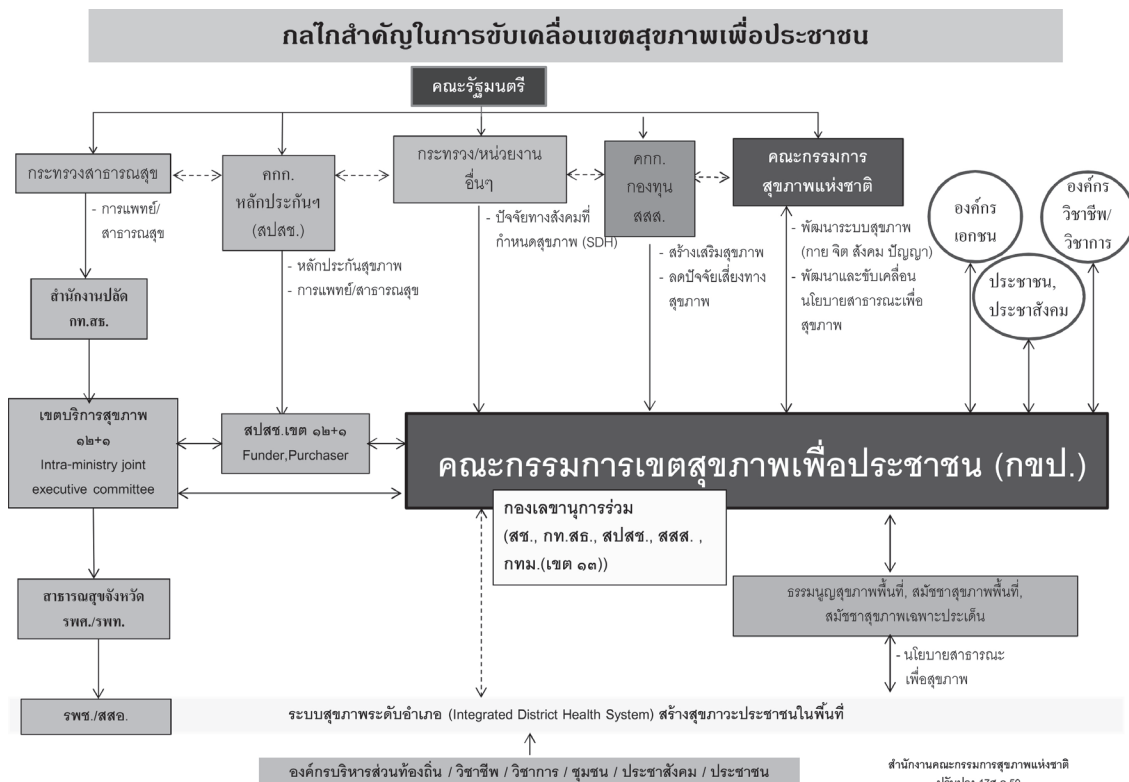 กลไกสำคัญในการขับเคลื่อนเขตสุขภาพเพื่อประชาชน
คณะรัฐมนตรี
กระทรวงสาธารณสุข
คกก.
หลักประกันฯ
(สปสช.)
กระทรวง/หน่วยงาน
อื่นๆ
คกก.
กองทุน
สสส.
คณะกรรมการ
สุขภาพแห่งชาติ
องค์กร
เอกชน
องค์กร
วิชาชีพ/
วิชาการ
ประชาชน,
ประชาสังคม
- การแพทย์/
สาธารณสุข
- หลักประกันสุขภาพ
- การแพทย์/สาธารณสุข
- ปัจจัยทางสังคมที่
กำหนดสุขภาพ (SDH)
- สร้างเสริมสุขภาพ
- ลดปัจจัยเสี่ยงทาง
สุขภาพ
- พัฒนาระบบสุขภาพ
(กาย จิต สังคม ปัญญา)
- พัฒนาและขับเคลื่อน
นโยบายสาธารณะเพื่อ
สุขภาพ
สำนักงานปลัด
กท.สธ.
เขตบริการสุขภาพ
๑๒+๑
Intra-ministry joint
executive committee
สปสช.เขต ๑๒+๑
Funder,Purchaser
คณะกรรมการเขตสุขภาพเพื่อประชาชน (กขป.)
กองเลขานุการร่วม
(สช., กท.สธ., สปสช., สสส. ,
กทม.(เขต ๑๓))
สาธารณสุขจังหวัด
รพศ./รพท.
ธรรมนูญสุขภาพพื้นที่, สมัชชาสุขภาพพื้นที่,
สมัชชาสุขภาพเฉพาะประเด็น
- นโยบายสาธารณะ
เพื่อสุขภาพ
รพช./สสอ.
ระบบสุขภาพระดับอำเภอ (Integrated District Health System) สร้างสุขภาวะประชาชนในพื้นที่
องค์กรบริหารส่วนท้องถิ่น / วิชาชีพ / วิชาการ / ชุมชน / ประชาสังคม / ประชาชน
สำนักงานคณะกรรมการสุขภาพแห่งชาติ